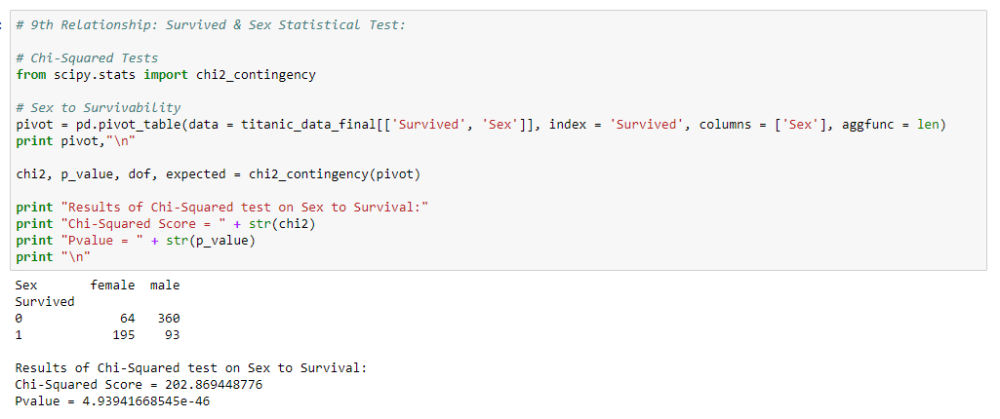 # 9th Relationship: Survived & Sex Statistical Test:
# Chi-Squared Tests
from scipy.stats import chi2_contingency
# Sex to Survivability
pivot = pd.pivot_table(data = titanic_data_final[['Survived', 'Sex']], index = 'Survived', columns = ['Sex'], aggfunc = len)
print pivot,"\n"
chi2, p_value, dof, expected = chi2_contingency(pivot)
print "Results of Chi-Squared test on Sex to Survival:"
print "Chi-Squared Score = " + str(chi2)
print "Pvalue = " + str(p_value)
print "\n"
Sex female male
Survived
0 64 360
1 195 93
Results of Chi-Squared test on Sex to Survival:
Chi-Squared Score = 202.869448776
Pvalue = 4.93941668545e-46